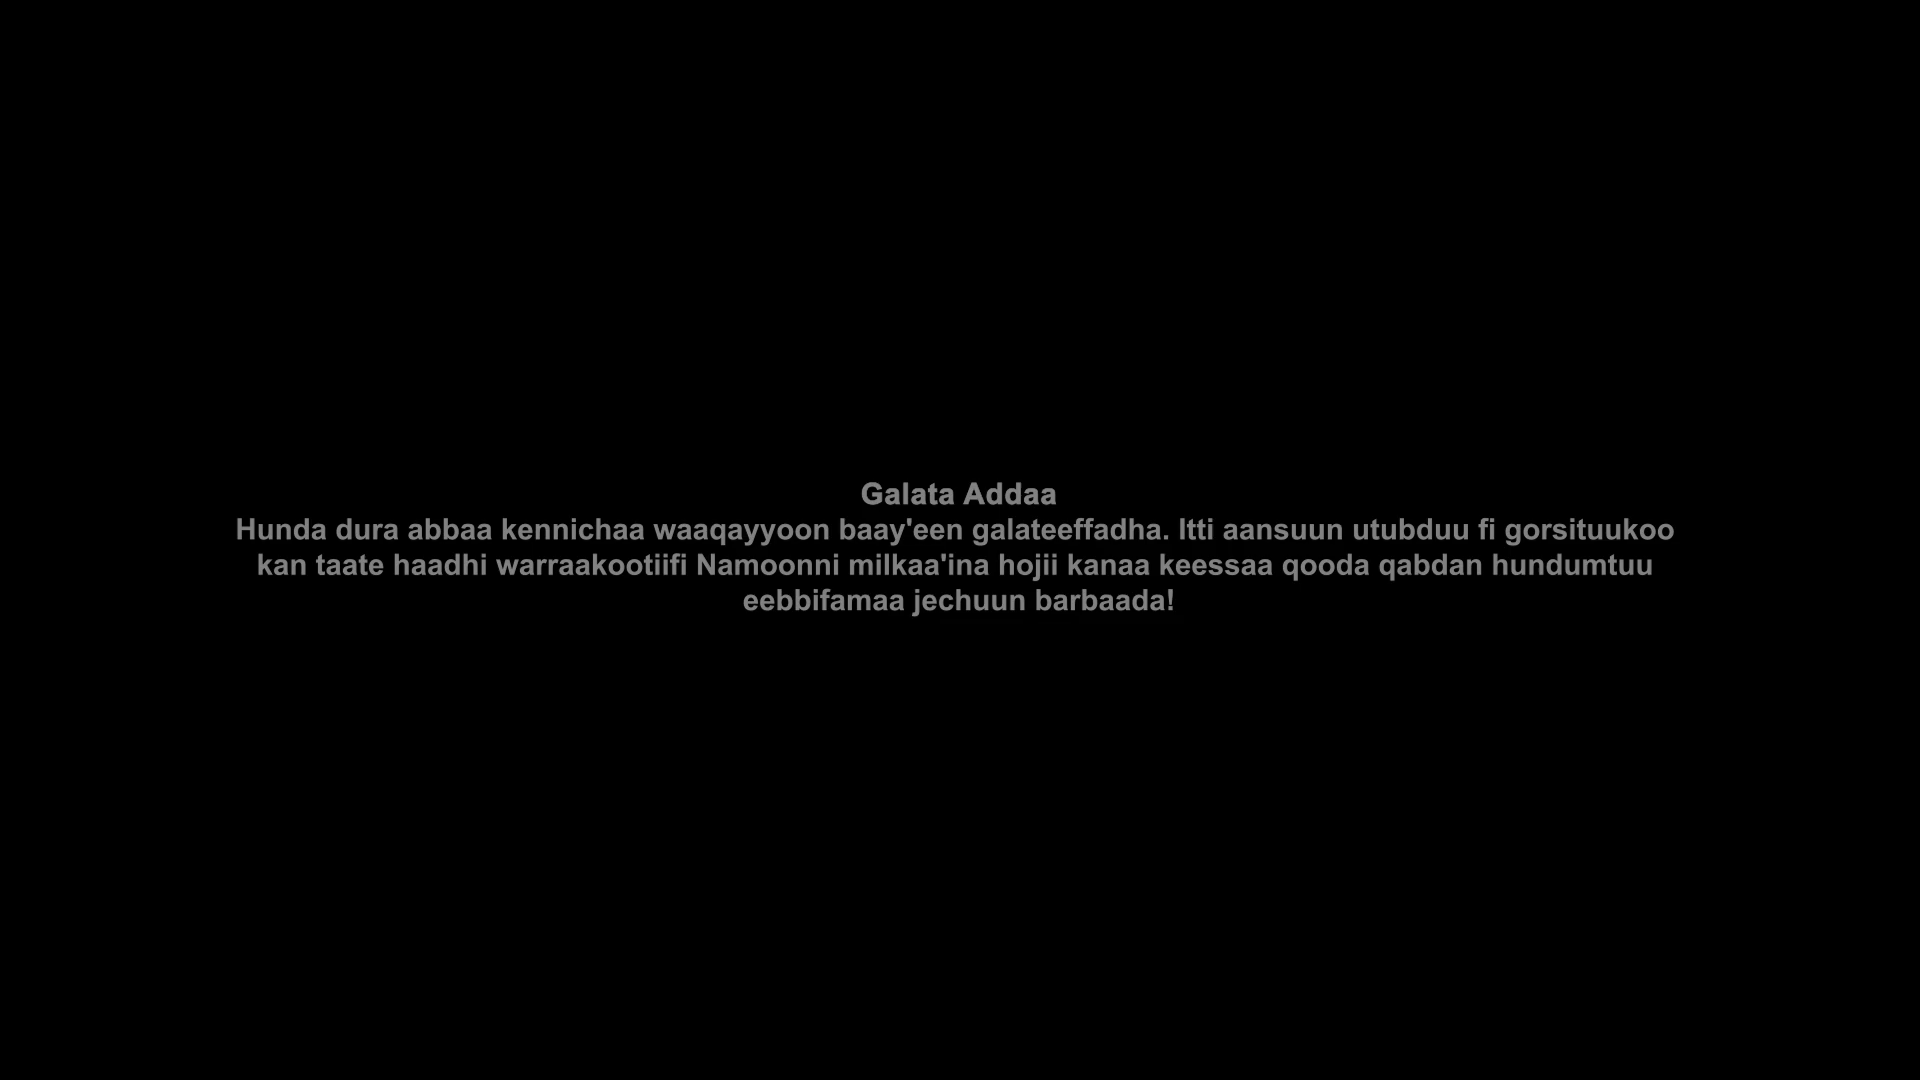 Galata Addaa
Hunda dura abbaa kennichaa waaqayyoon baay'een galateeffadha. Itti aansuun utubduu fi gorsituukoo
kan taate haadhi warraakootiifi Namoonni milkaa'ina hojii kanaa keessaa qooda qabdan hundumtuu
eebbifamaa jechuun barbaada!